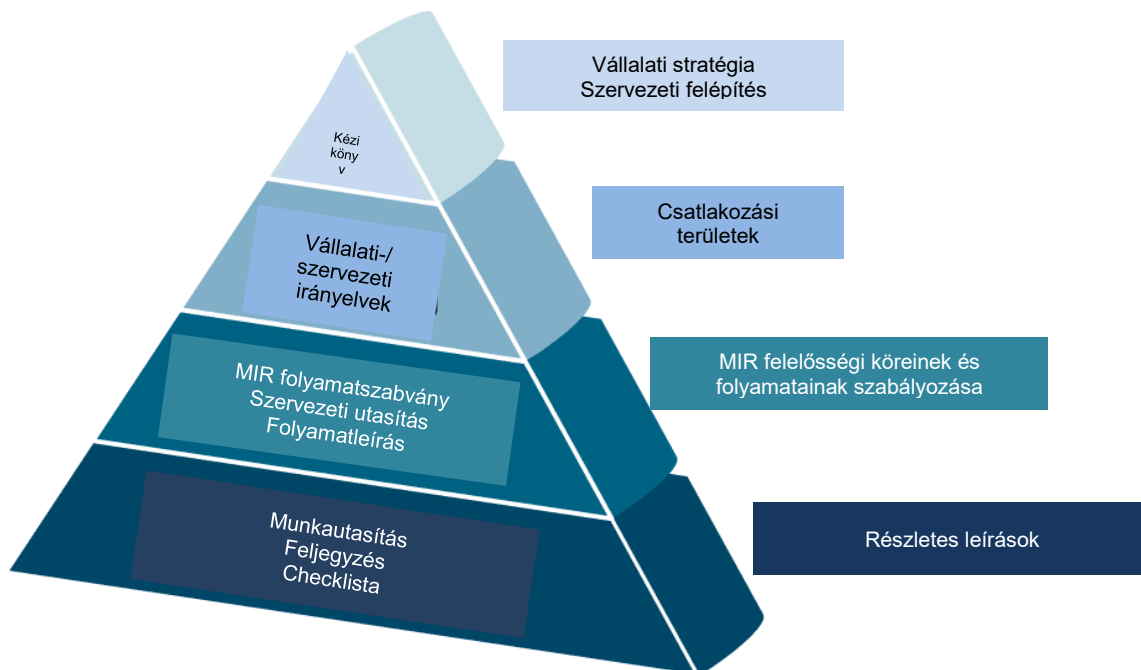 Vállalati stratégia
Szervezeti felépítés
Kézi
köny
v
Csatlakozási
területek
Vállalati-/
szervezeti
irányelvek
MIR felelősségi köreinek és
folyamatainak szabályozása
MIR folyamatszabvány
Szervezeti utasítás
Folyamatleírás
Részletes leírások
Munkautasítás
Feljegyzés
Checklista